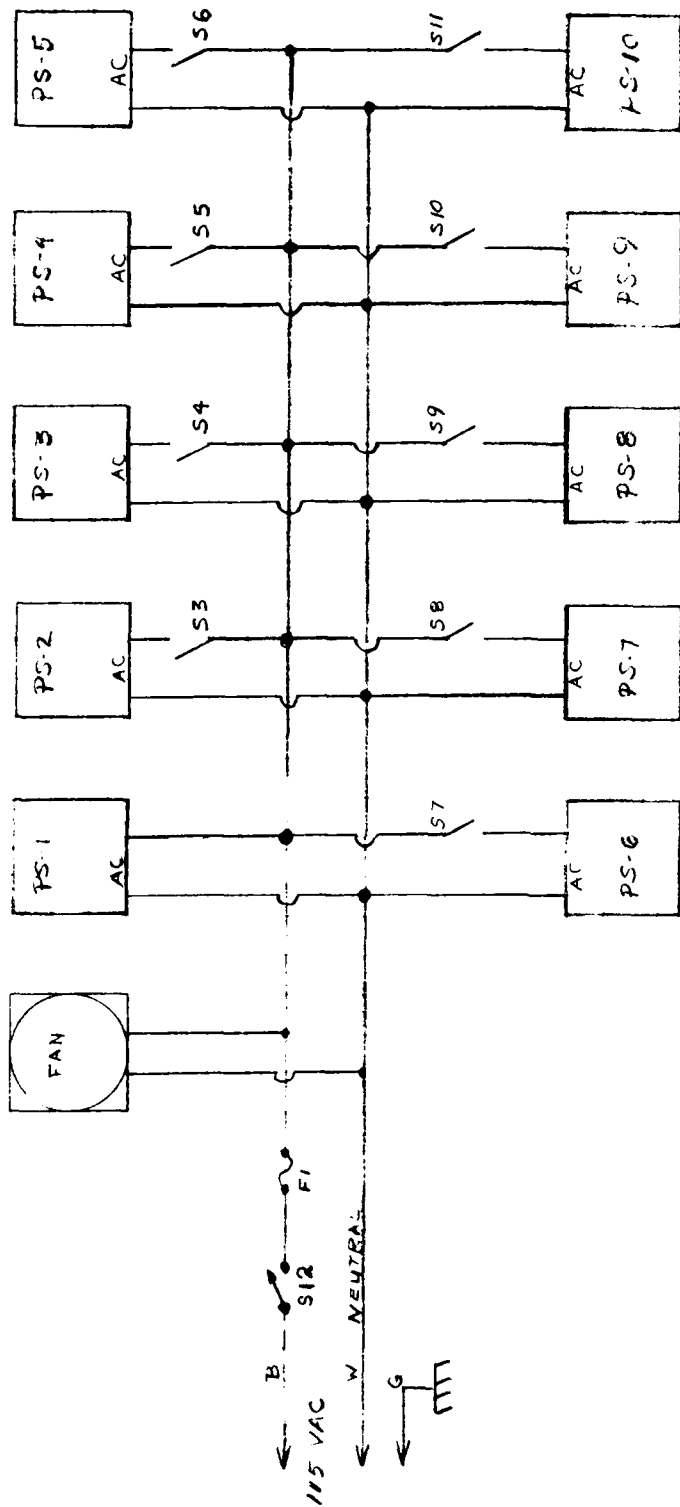 FAN
PS-1
AC
PS-2
AC
PS-3
AC
PS-4
AC
PS-5
AC
S3
S4
S5
S6
B
S12
F1
115 VAC
W NEUTRAL
G
S7
S8
S9
S10
S11
AC
PS-6
AC
PS-7
AC
PS-8
AC
PS-9
AC
PS-10